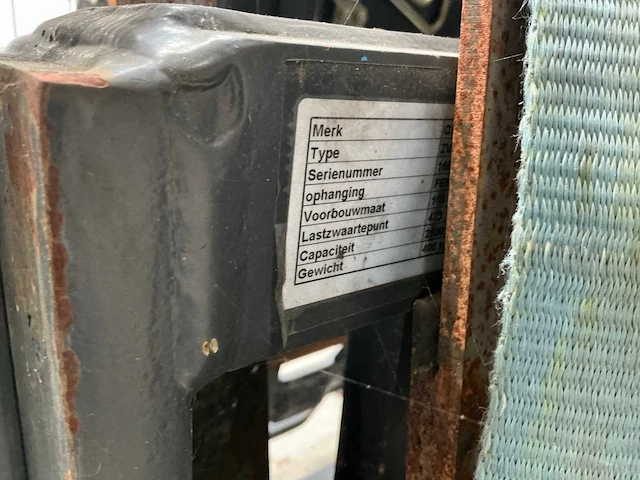 Merk
Type
Serienummer
ophanging
Voorbouwmaat
Lastzwaartepunt
Capaciteit
Gewicht